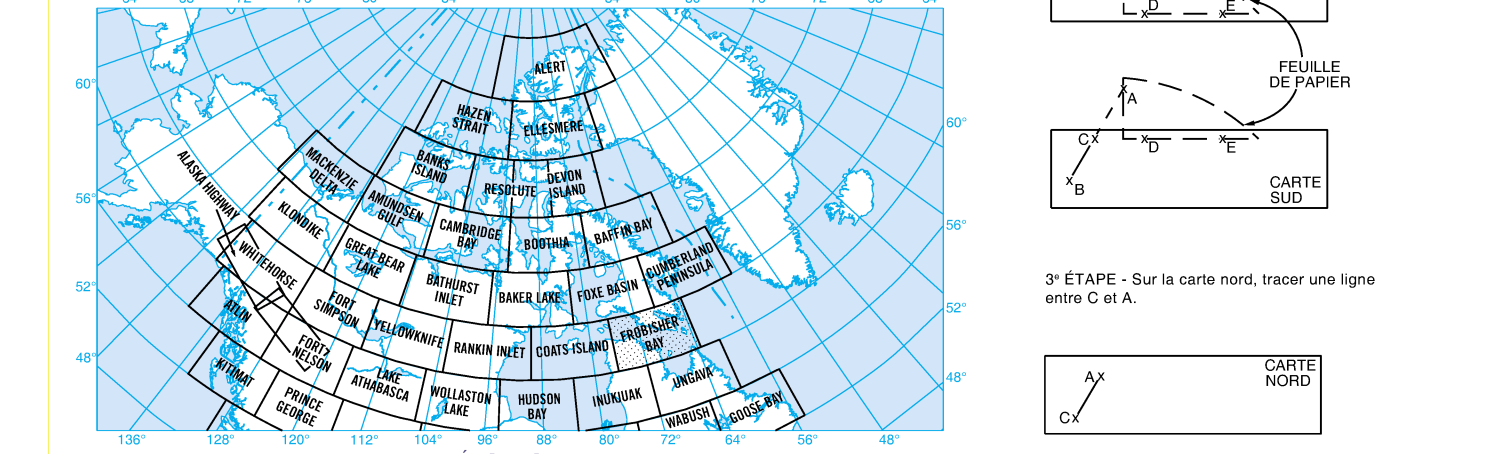 D
E
FEUILLE
DE PAPIER
A
C
D
E
B
CARTE
SUD
3e ÉTAPE - Sur la carte nord, tracer une ligne
entre C et A.
CARTE
NORD
A
C
60°
56°
52°
48°
60°
56°
52°
48°
136°
128°
120°
112°
104°
96°
88°
80°
72°
64°
56°
48°
ALERT
HAZEN
STRAIT
ELLESMERE
MACKENZIE
DELTA
BANKS
ISLAND
RESOLUTE
DEVON
ISLAND
ALASKA HIGHWAY
KLONDIKE
AMUNDSEN
GULF
CAMBRIDGE
BAY
BOOTHIA
BAFFIN BAY
WHITEHORSE
GREAT BEAR
LAKE
BATHURST
INLET
BAKER LAKE
FOXE BASIN
CUMBERLAND
PENINSULA
ATLIN
FORT
SIMPSON
YELLOWKNIFE
RANKIN INLET
COATS ISLAND
FROBISHER
BAY
KITIMAT
FORT
NELSON
LAKE
ATHABASCA
WOLLASTON
LAKE
HUDSON
BAY
INUKJUAK
UNGAVA
PRINCE
GEORGE
WABUSH
GOOSE BAY